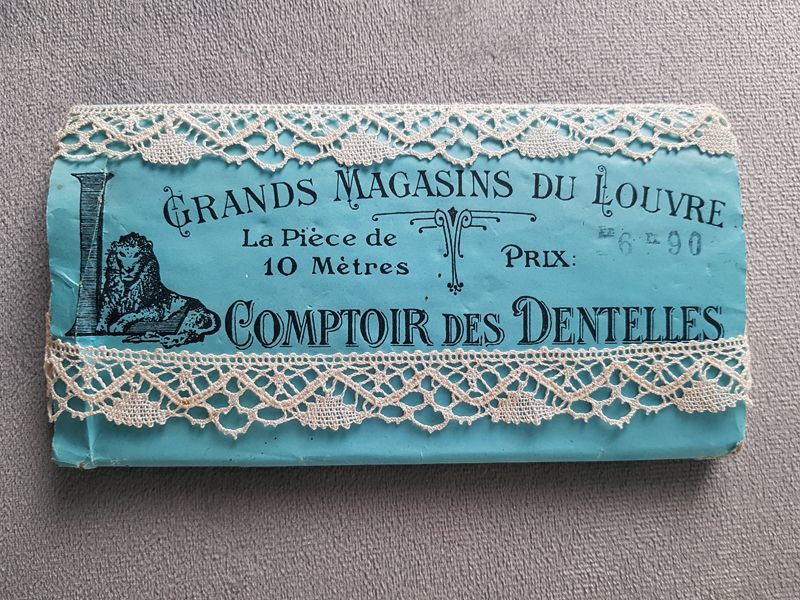 GRANDS MAGASINS DU LOUVRE
La Pièce de
10 Mètres
PRIX:
6 90
COMPTOIR DES DENTELLES